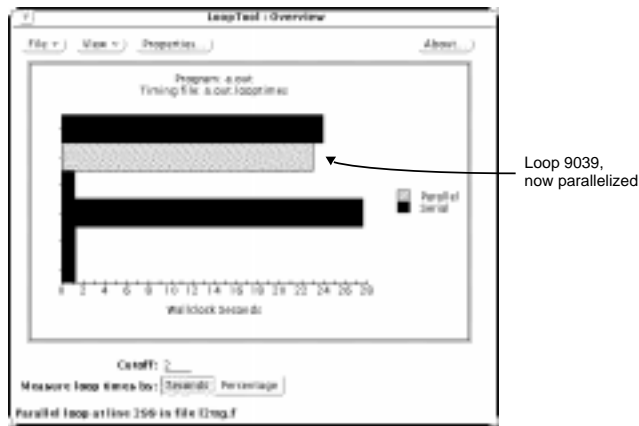 LoopTool : Overview
File View Properties... About...
Program: a.out
Timing file: a.out.looptimes
Loop 9039,
now parallelized
Parallel
Serial
0 2 4 6 8 10 12 14 16 18 20 22 24 26 28
Wallclock Seconds
Cutoff: 2
Measure loop times by: Seconds Percentage
Parallel loop at line 299 in file